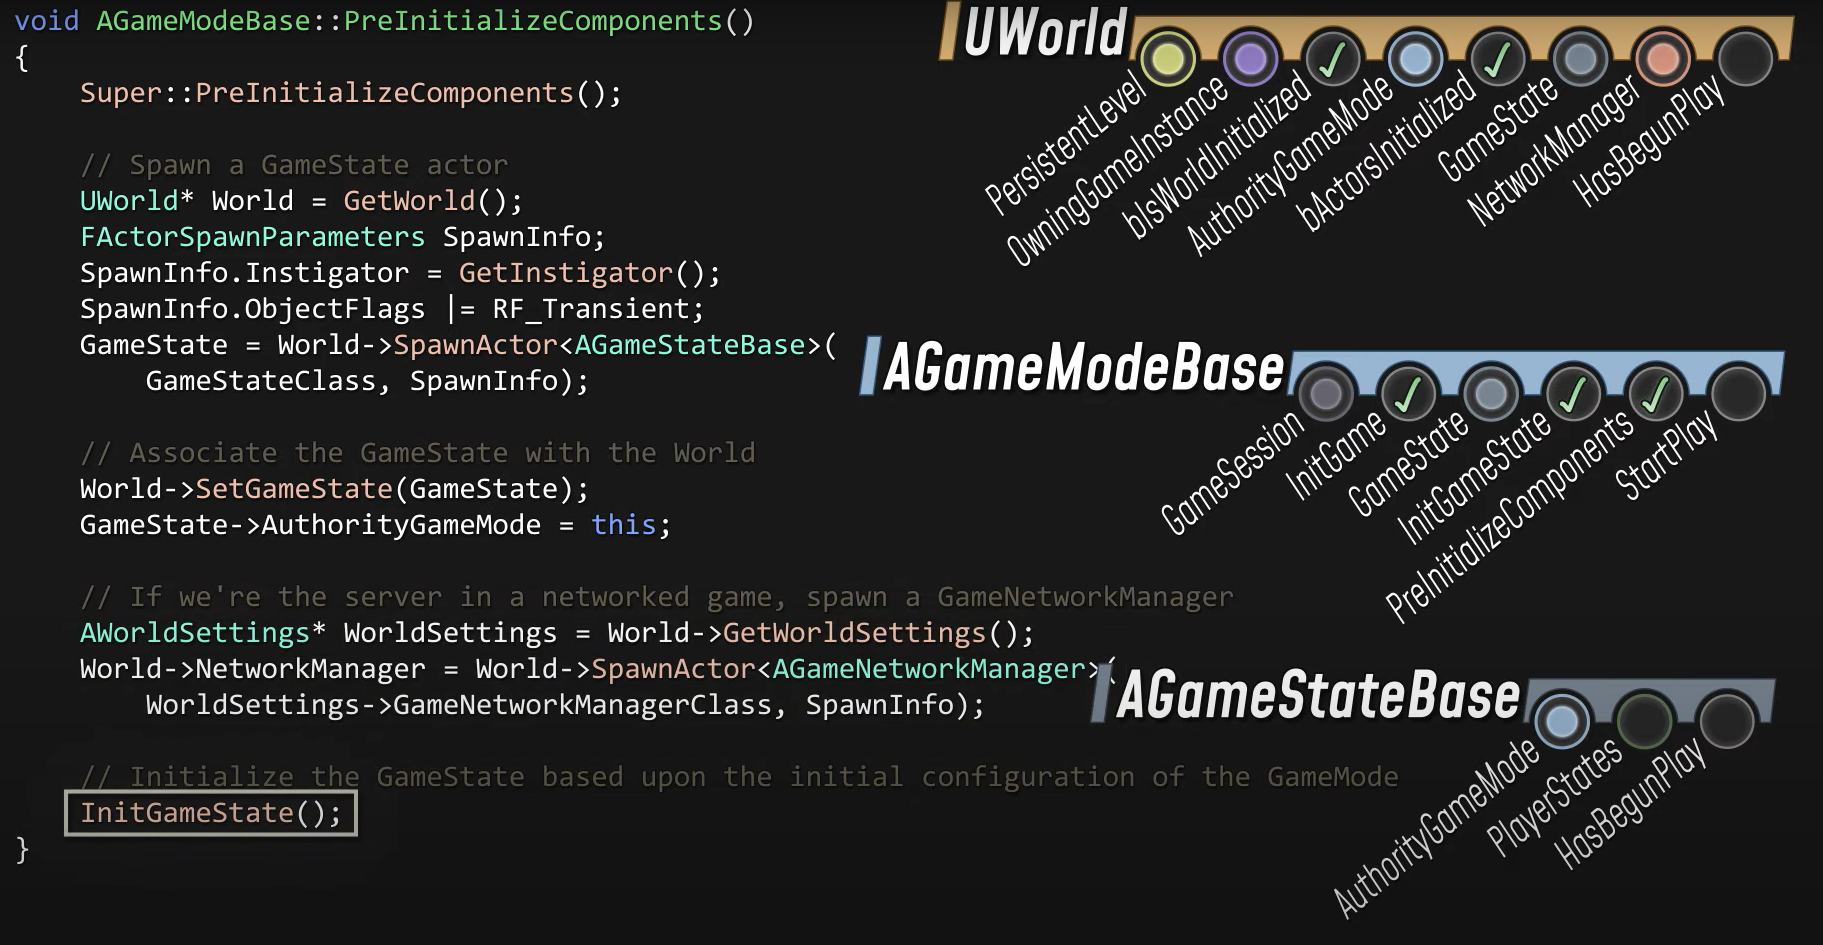 void AGameModeBase::PreInitializeComponents()
{
    Super::PreInitializeComponents();

    // Spawn a GameState actor
    UWorld* World = GetWorld();
    FActorSpawnParameters SpawnInfo;
    SpawnInfo.Instigator = GetInstigator();
    SpawnInfo.ObjectFlags |= RF_Transient;
    GameState = World->SpawnActor<AGameStateBase>(
        GameStateClass, SpawnInfo);

    // Associate the GameState with the World
    World->SetGameState(GameState);
    GameState->AuthorityGameMode = this;

    // If we're the server in a networked game, spawn a GameNetworkManager
    AWorldSettings* WorldSettings = World->GetWorldSettings();
    World->NetworkManager = World->SpawnActor<AGameNetworkManager>(
        WorldSettings->GameNetworkManagerClass, SpawnInfo);

    // Initialize the GameState based upon the initial configuration of the GameMode
    InitGameState();
}
UWorld
PersistentLevel
OwningGameInstance
bIsWorldInitialized
AuthorityGameMode
bActorsInitialized
GameState
NetworkManager
HasBegunPlay
AGameModeBase
GameSession
InitGame
GameState
InitGameState
PreInitializeComponents
StartPlay
AGameStateBase
AuthorityGameMode
PlayerStates
HasBegunPlay